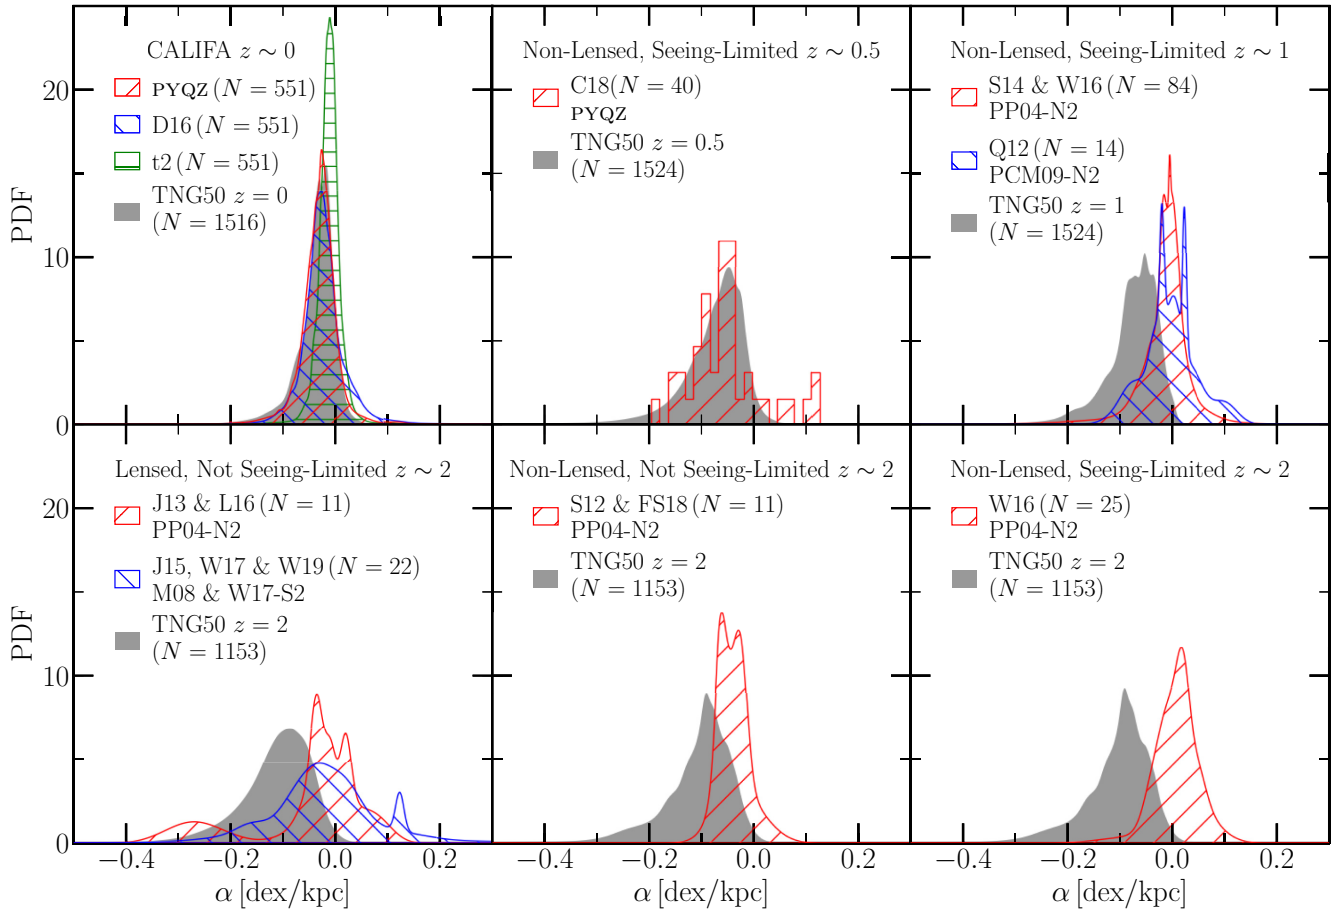 CALIFA z ∼ 0
PYQZ (N = 551)
D16 (N = 551)
t2 (N = 551)
TNG50 z = 0
(N = 1516)
Non-Lensed, Seeing-Limited z ∼ 0.5
C18(N = 40)
PYQZ
TNG50 z = 0.5
(N = 1524)
Non-Lensed, Seeing-Limited z ∼ 1
S14 & W16 (N = 84)
PP04-N2
Q12 (N = 14)
PCM09-N2
TNG50 z = 1
(N = 1524)
PDF
20
10
0
Lensed, Not Seeing-Limited z ∼ 2
J13 & L16 (N = 11)
PP04-N2
J15, W17 & W19 (N = 22)
M08 & W17-S2
TNG50 z = 2
(N = 1153)
Non-Lensed, Not Seeing-Limited z ∼ 2
S12 & FS18 (N = 11)
PP04-N2
TNG50 z = 2
(N = 1153)
Non-Lensed, Seeing-Limited z ∼ 2
W16 (N = 25)
PP04-N2
TNG50 z = 2
(N = 1153)
PDF
20
10
0
−0.4 −0.2 0.0 0.2
−0.4 −0.2 0.0 0.2
−0.4 −0.2 0.0 0.2
α [dex/kpc]
α [dex/kpc]
α [dex/kpc]